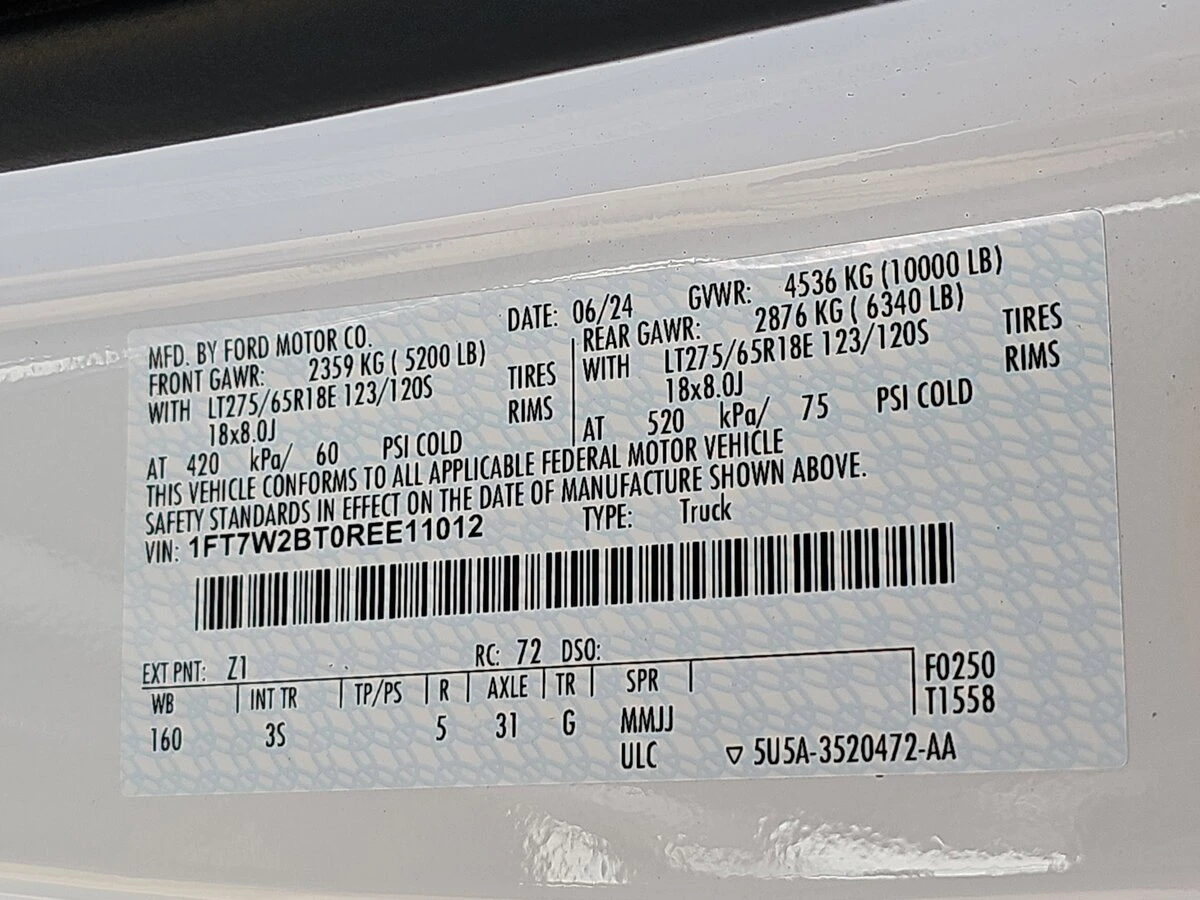 MFD. BY FORD MOTOR CO. DATE: 06/24 GVWR: 4536 KG (10000 LB)
FRONT GAWR: 2359 KG ( 5200 LB) REAR GAWR: 2876 KG ( 6340 LB)
WITH LT275/65R18E 123/120S TIRES WITH LT275/65R18E 123/120S TIRES
18x8.0J RIMS 18x8.0J RIMS
AT 420 kPa/ 60 PSI COLD AT 520 kPa/ 75 PSI COLD
THIS VEHICLE CONFORMS TO ALL APPLICABLE FEDERAL MOTOR VEHICLE
SAFETY STANDARDS IN EFFECT ON THE DATE OF MANUFACTURE SHOWN ABOVE.
VIN: 1FT7W2BT0REE11012 TYPE: Truck
EXT PNT: Z1 RC: 72 DSO:
WB INT TR TP/PS R AXLE TR SPR F0250
160 3S 5 31 G MMJJ T1558
ULC ▽ 5U5A-3520472-AA